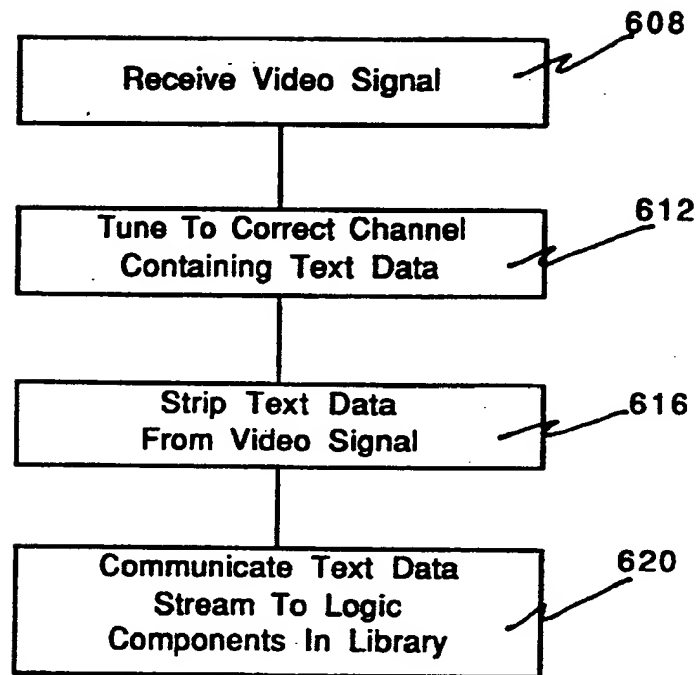 608
Receive Video Signal
612
Tune To Correct Channel
Containing Text Data
616
Strip Text Data
From Video Signal
620
Communicate Text Data
Stream To Logic
Components In Library